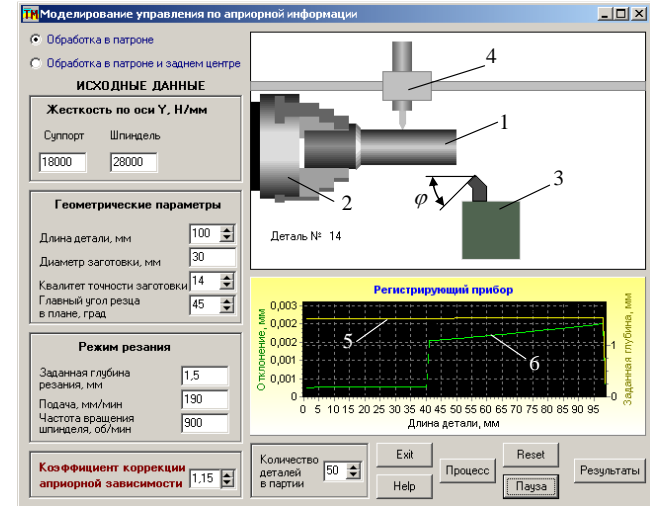 TM Моделирование управления по априорной информации
Обработка в патроне
Обработка в патроне и заднем центре
ИСХОДНЫЕ ДАННЫЕ
Жесткость по оси Y, Н/мм
Суппорт Шпиндель
18000 28000
Геометрические параметры
Длина детали, мм 100
Диаметр заготовки, мм 30
Квалитет точности заготовки 14
Главный угол резца
в плане, град 45
Режим резания
Заданная глубина
резания, мм 1,5
Подача, мм/мин 190
Частота вращения
шпинделя, об/мин 900
Коэффициент коррекции
априорной зависимости 1,15
4
1
2
3
φ
Деталь № 14
Регистрирующий прибор
Отклонение, мм
0,003
0,002
0,002
0,001
0,001
0
5
6
1
0
Заданная глубина, мм
0 5 10 15 20 25 30 35 40 45 50 55 60 65 70 75 80 85 90 95
Длина детали, мм
Количество
деталей
в партии
50
Exit
Help
Процесс
Reset
Пауза
Результаты